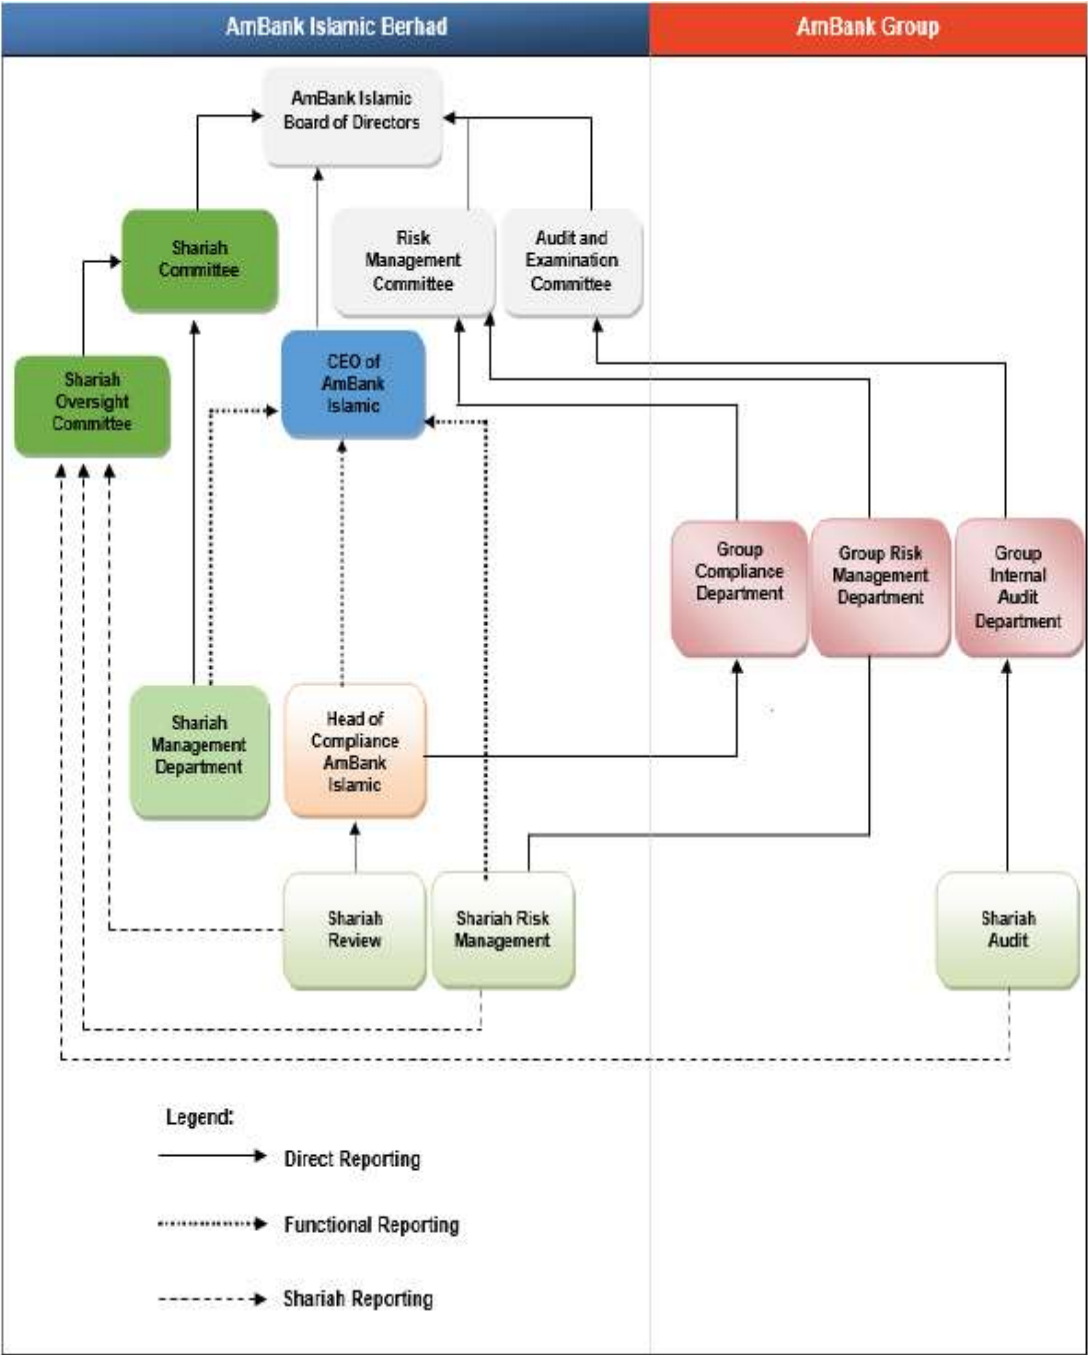 AmBank Islamic Berhad
AmBank Group
AmBank Islamic
Board of Directors
Shariah
Committee
Risk
Management
Committee
Audit and
Examination
Committee
Shariah
Oversight
Committee
CEO of
AmBank
Islamic
Group
Compliance
Department
Group Risk
Management
Department
Group
Internal
Audit
Department
Shariah
Management
Department
Head of
Compliance
AmBank
Islamic
Shariah
Review
Shariah Risk
Management
Shariah
Audit
Legend:
Direct Reporting
Functional Reporting
Shariah Reporting